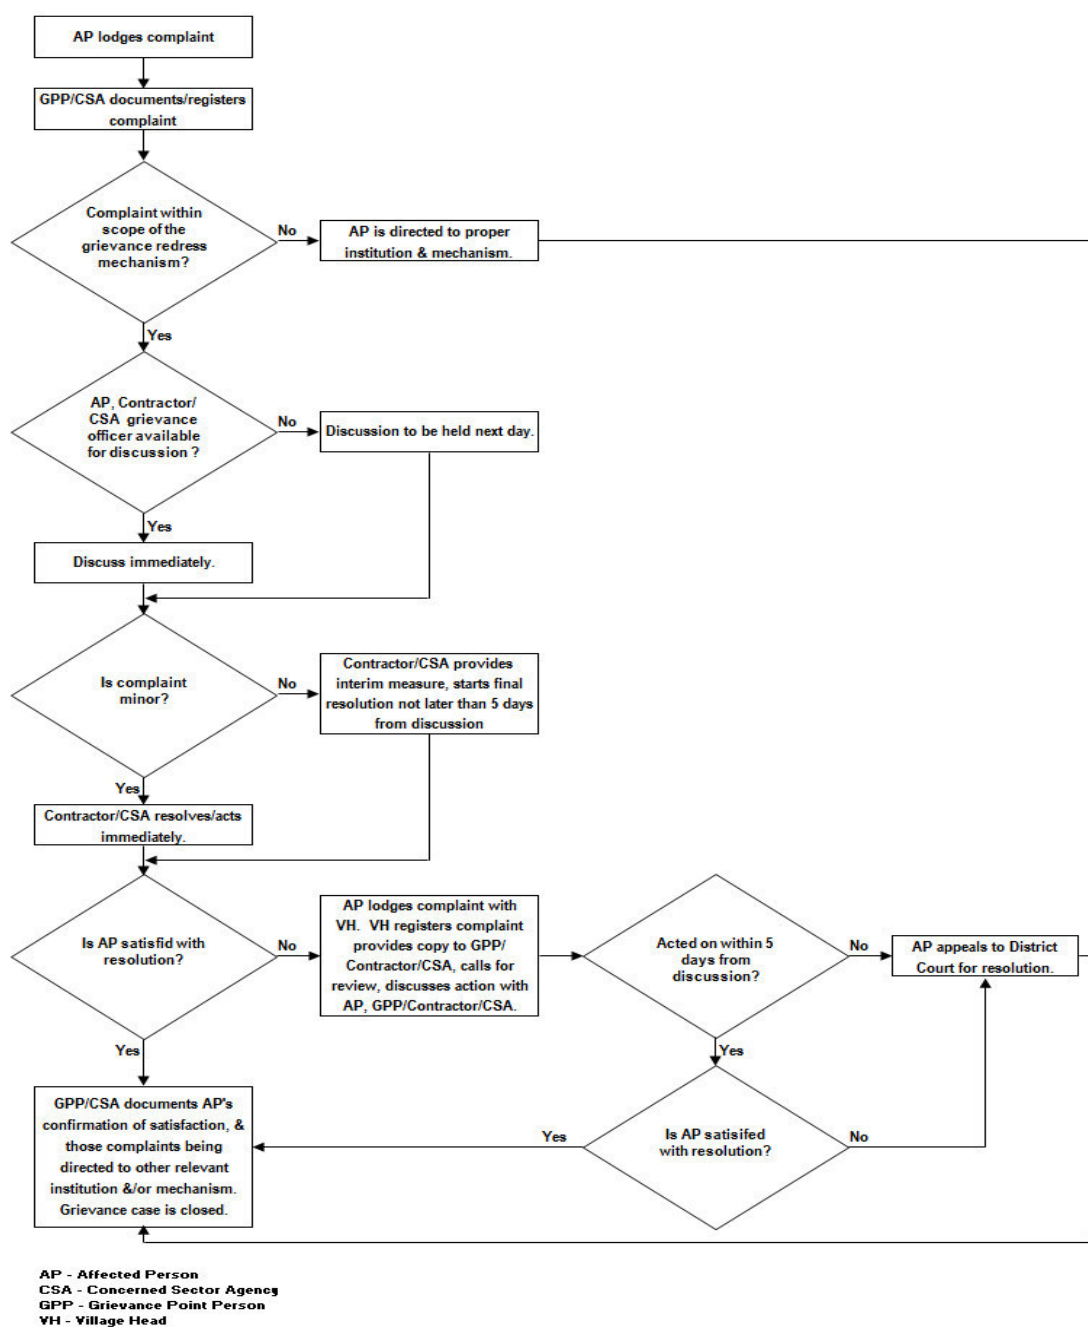 AP lodges complaint
GPP/CSA documents/registers
complaint
Complaint within
scope of the
grievance redress
mechanism?
No
AP is directed to proper
institution & mechanism.
Yes
AP, Contractor/
CSA grievance
officer available
for discussion ?
No
Discussion to be held next day.
Yes
Discuss immediately.
Is complaint
minor?
No
Contractor/CSA provides
interim measure, starts final
resolution not later than 5 days
from discussion
Yes
Contractor/CSA resolves/acts
immediately.
Is AP satisfid with
resolution?
No
AP lodges complaint with
VH. VH registers complaint
provides copy to GPP/
Contractor/CSA, calls for
review, discusses action with
AP, GPP/Contractor/CSA.
Acted on within 5
days from
discussion?
No
AP appeals to District
Court for resolution.
Yes
Yes
GPP/CSA documents AP's
confirmation of satisfaction, &
those complaints being
directed to other relevant
institution &/or mechanism.
Grievance case is closed.
Yes
Is AP satisifed
with resolution?
No
AP - Affected Person
CSA - Concerned Sector Agency
GPP - Grievance Point Person
VH - Village Head